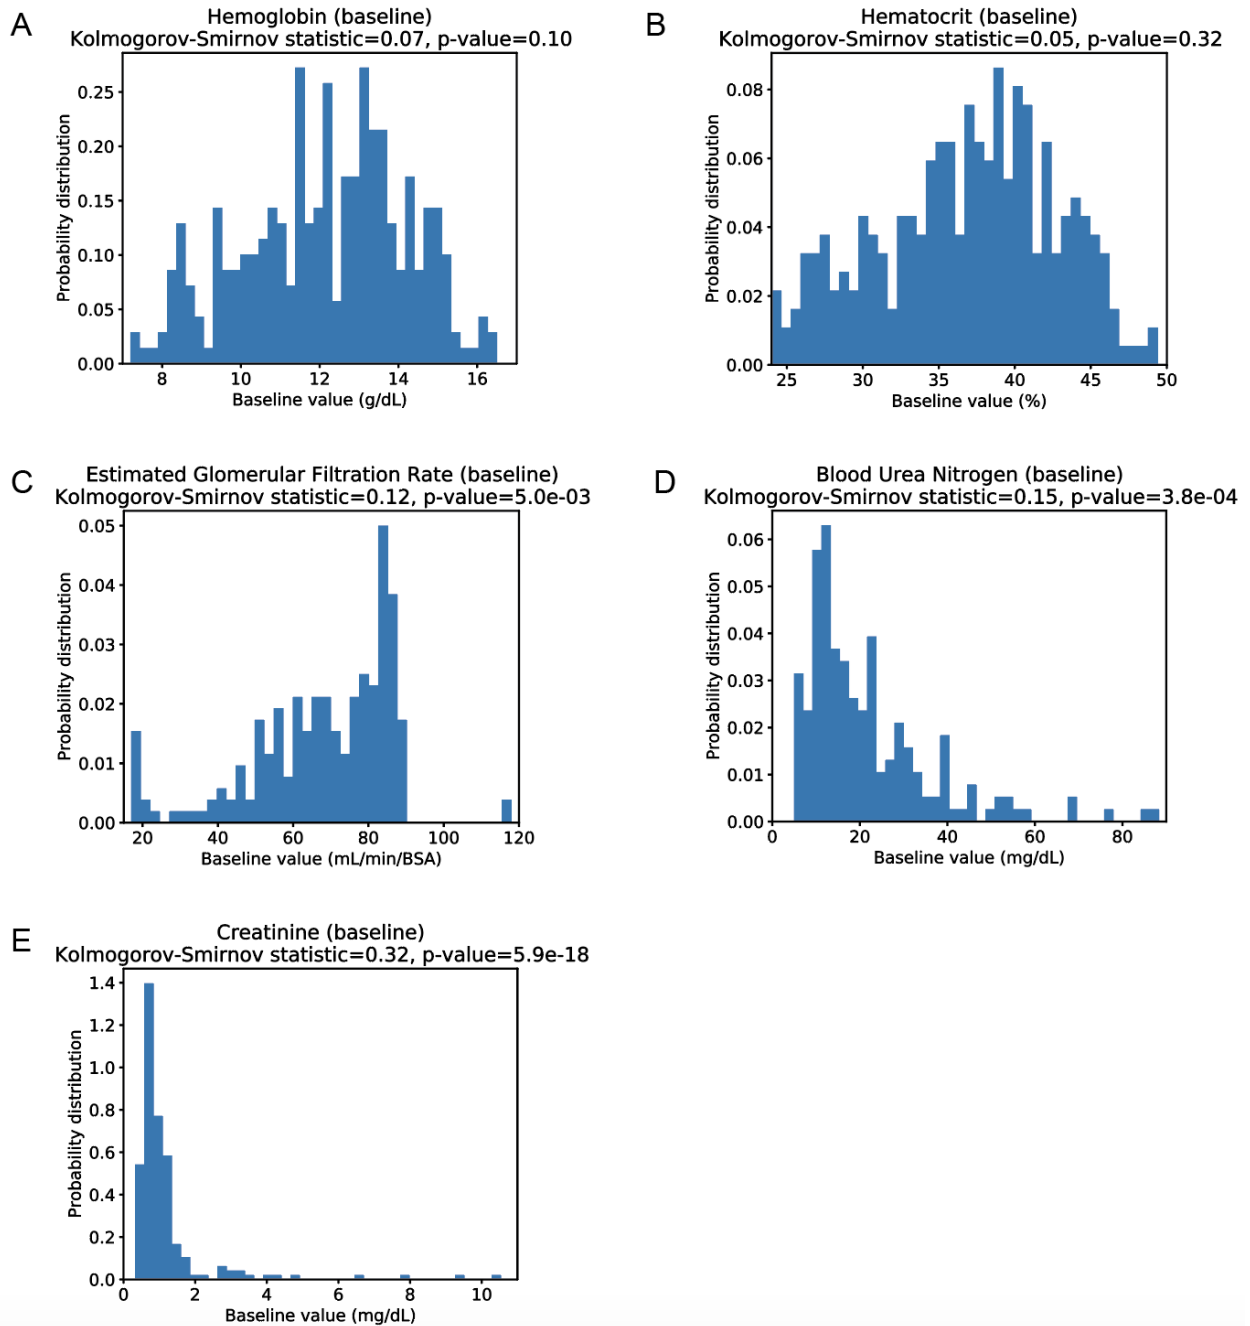 A
Hemoglobin (baseline)
Kolmogorov-Smirnov statistic=0.07, p-value=0.10
Probability distribution
0.25
0.20
0.15
0.10
0.05
0.00
8 10 12 14 16
Baseline value (g/dL)
B
Hematocrit (baseline)
Kolmogorov-Smirnov statistic=0.05, p-value=0.32
Probability distribution
0.08
0.06
0.04
0.02
0.00
25 30 35 40 45 50
Baseline value (%)
C
Estimated Glomerular Filtration Rate (baseline)
Kolmogorov-Smirnov statistic=0.12, p-value=5.0e-03
Probability distribution
0.05
0.04
0.03
0.02
0.01
0.00
20 40 60 80 100 120
Baseline value (mL/min/BSA)
D
Blood Urea Nitrogen (baseline)
Kolmogorov-Smirnov statistic=0.15, p-value=3.8e-04
Probability distribution
0.06
0.05
0.04
0.03
0.02
0.01
0.00
0 20 40 60 80
Baseline value (mg/dL)
E
Creatinine (baseline)
Kolmogorov-Smirnov statistic=0.32, p-value=5.9e-18
Probability distribution
1.4
1.2
1.0
0.8
0.6
0.4
0.2
0.0
0 2 4 6 8 10
Baseline value (mg/dL)